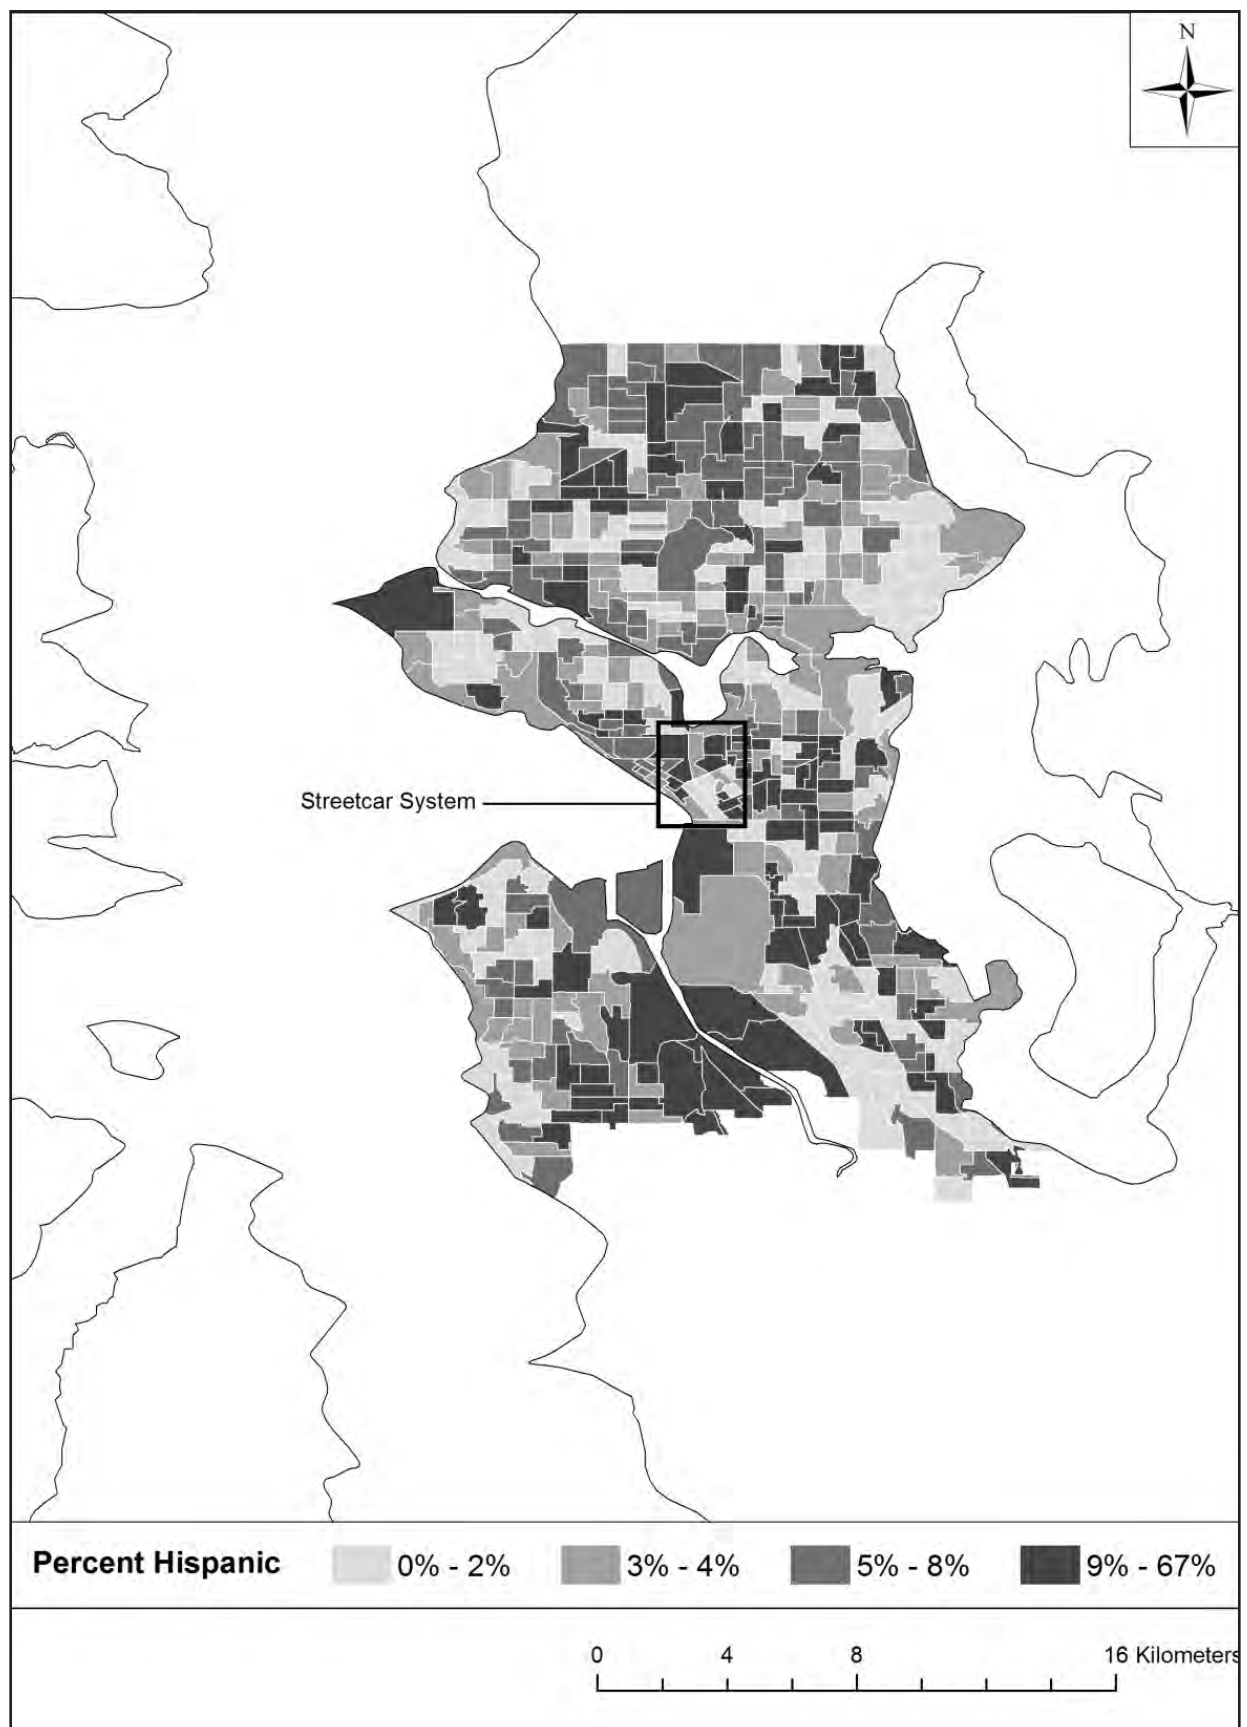 N
Streetcar System
Percent Hispanic
0% - 2%
3% - 4%
5% - 8%
9% - 67%
0 4 8 16 Kilometers